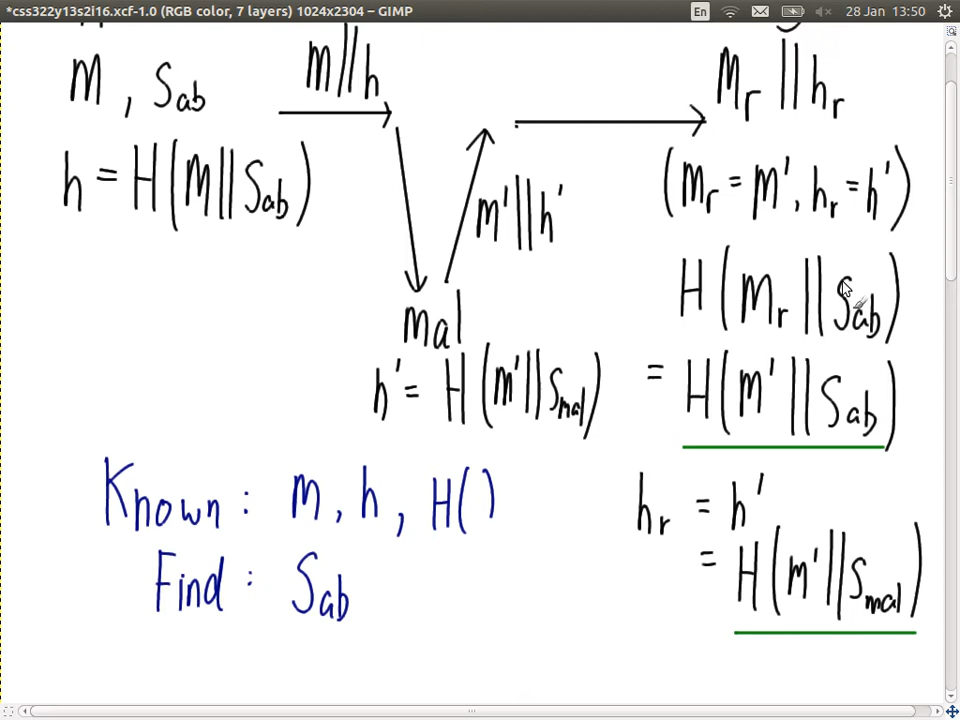 *css322y13s2i16.xcf-1.0 (RGB color, 7 layers) 1024x2304 – GIMP
En
28 Jan 13:50
m , Sab
m||h
mr || hr
h = H(m||Sab)
m'||h'
(mr = m', hr = h')
H(mr || Sab)
mal
h' = H(m'||Smal)
= H(m' || Sab)
Known : m, h, H()
Find : Sab
hr = h'
= H(m'||Smal)